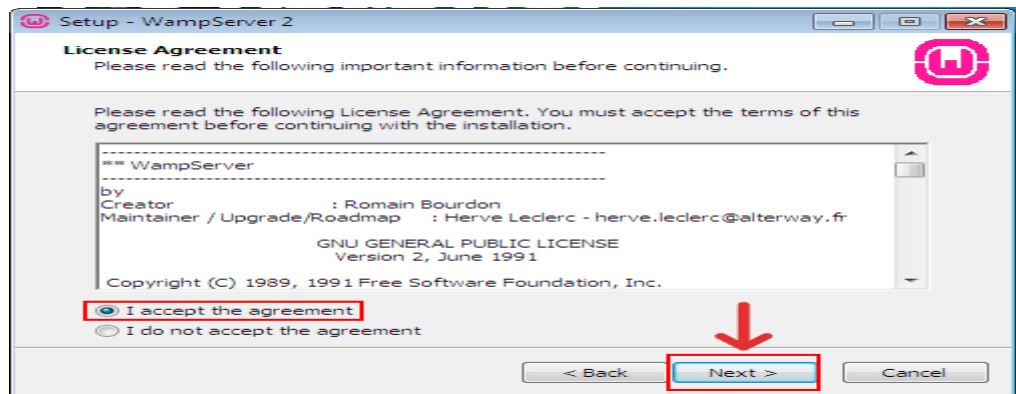 Setup - WampServer 2
License Agreement
Please read the following important information before continuing.
Please read the following License Agreement. You must accept the terms of this
agreement before continuing with the installation.
------------------------------------------------------------
** WampServer
------------------------------------------------------------
by
Creator : Romain Bourdon
Maintainer / Upgrade/Roadmap : Herve Leclerc - herve.leclerc@alterway.fr
GNU GENERAL PUBLIC LICENSE
Version 2, June 1991
Copyright (C) 1989, 1991 Free Software Foundation, Inc.
I accept the agreement
I do not accept the agreement
< Back Next > Cancel